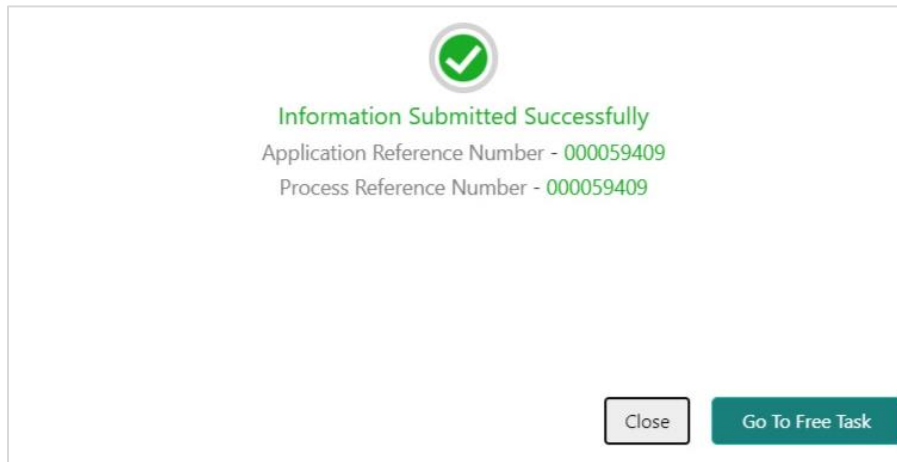 Information Submitted Successfully
Application Reference Number - 000059409
Process Reference Number - 000059409
Close
Go To Free Task